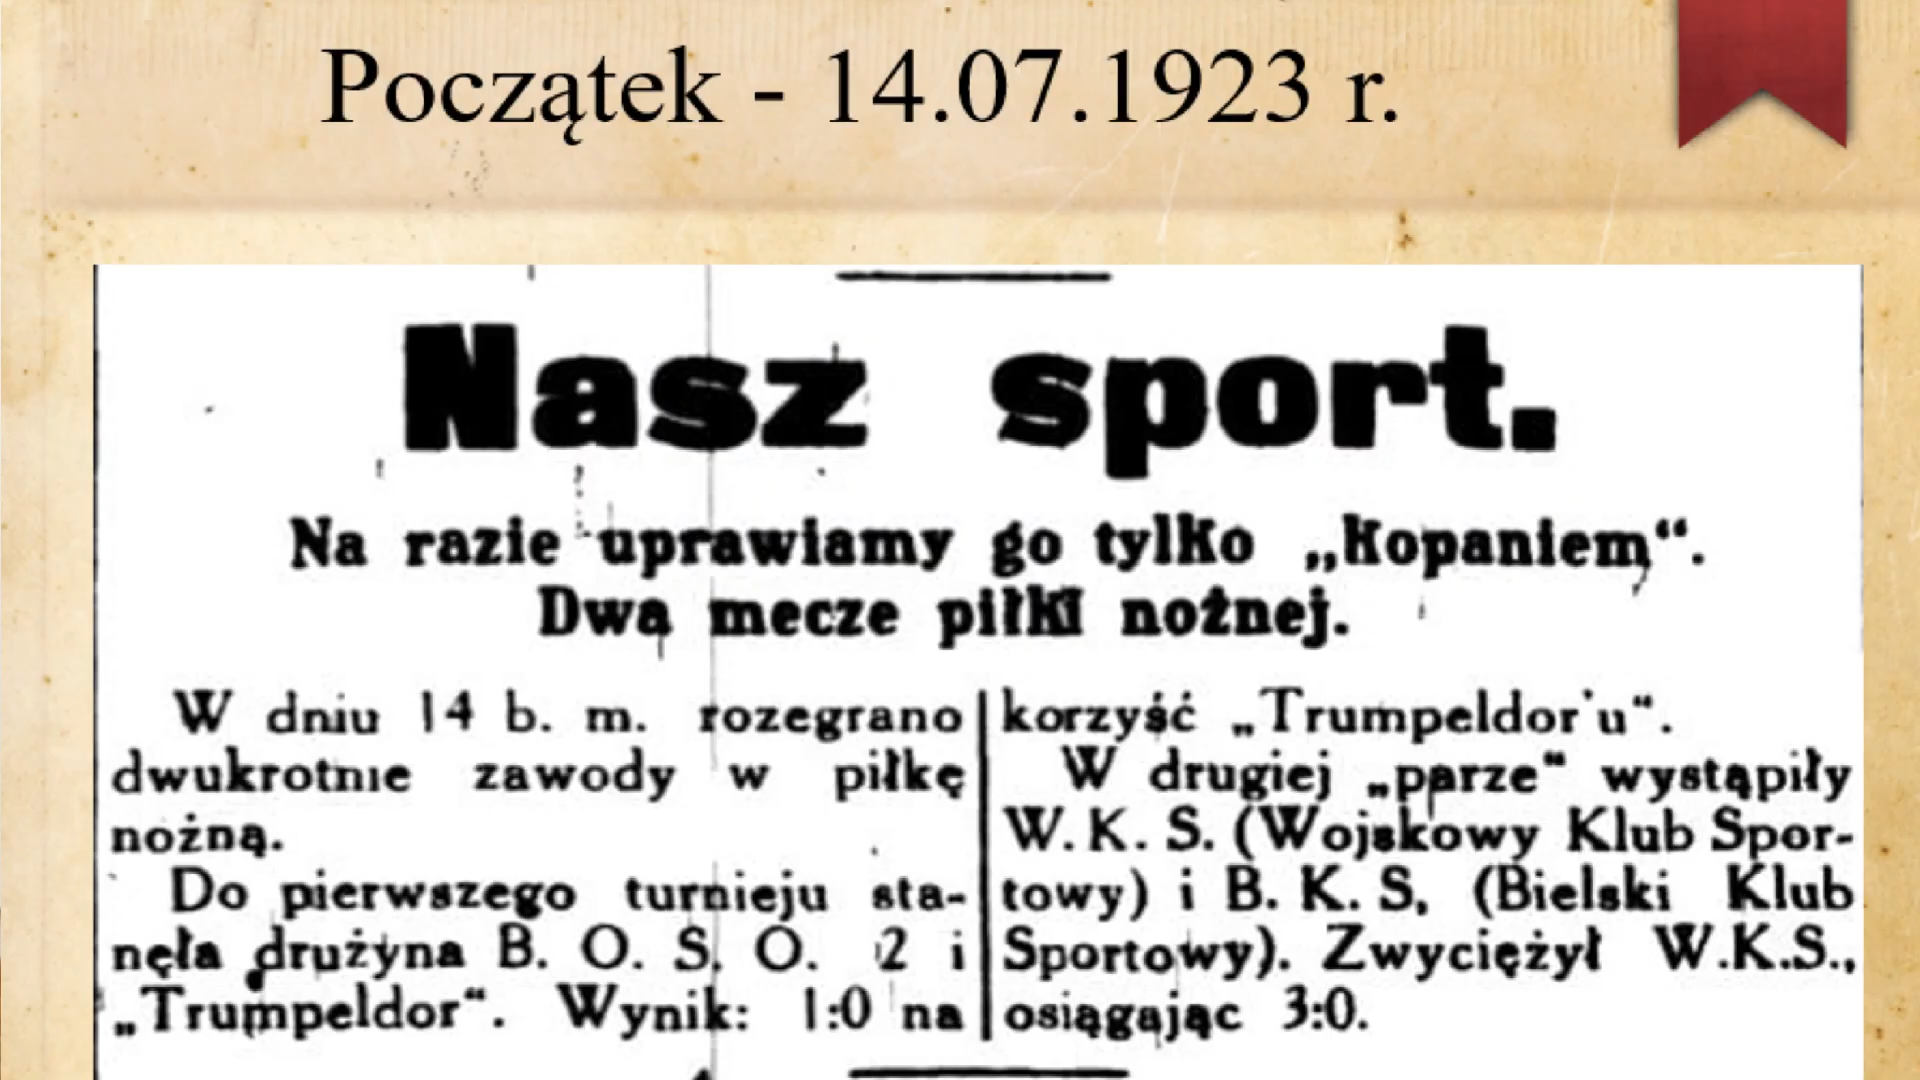 Początek - 14.07.1923 r.
Nasz sport.
Na razie uprawiamy go tylko „kopaniem“.
Dwa mecze piłki nożnej.
W dniu 14 b. m. rozegrano
dwukrotnie zawody w piłkę
nożną.
Do pierwszego turnieju sta-
nęła drużyna B. O. S. O. 2 i
„Trumpeldor“. Wynik: 1:0 na
korzyść „Trumpeldor'u“.
W drugiej „parze“ wystąpiły
W. K. S. (Wojskowy Klub Spor-
towy) i B. K. S. (Bielski Klub
Sportowy). Zwyciężył W.K.S.,
osiągając 3:0.